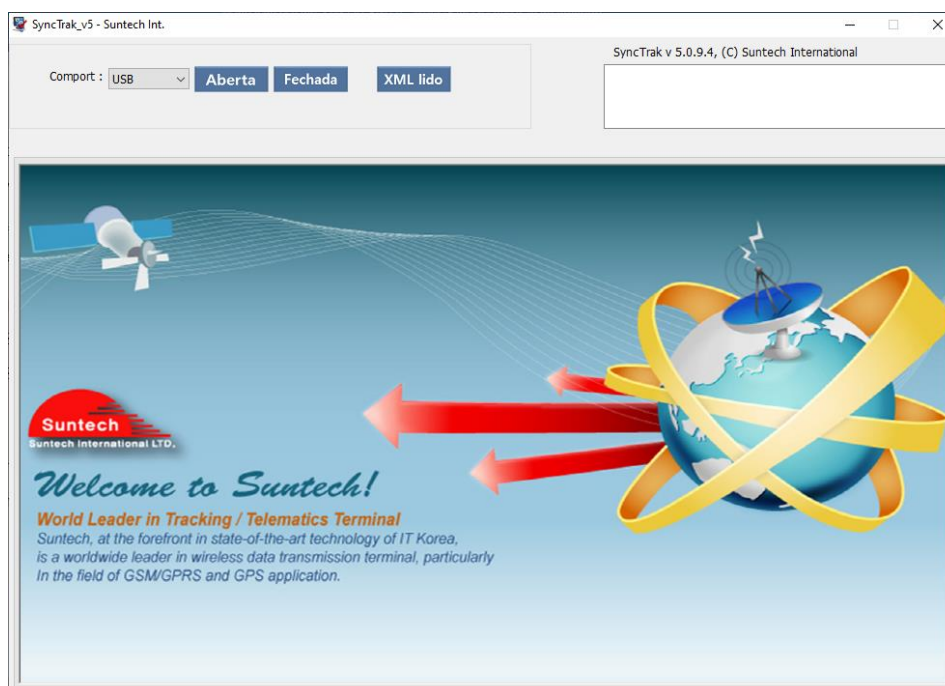 SyncTrak_v5 - Suntech Int.
SyncTrak v 5.0.9.4, (C) Suntech International
Comport : USB Aberta Fechada XML lido
Suntech
Suntech International LTD.
Welcome to Suntech!
World Leader in Tracking / Telematics Terminal
Suntech, at the forefront in state-of-the-art technology of IT Korea,
is a worldwide leader in wireless data transmission terminal, particularly
In the field of GSM/GPRS and GPS application.